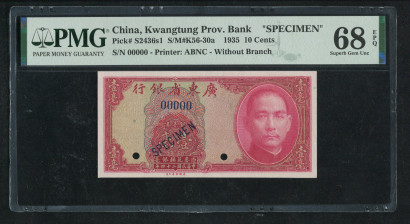 PMG
PAPER MONEY GUARANTY
China, Kwangtung Prov. Bank "SPECIMEN"
Pick# S2436s1 S/M#K56-30a 1935 10 Cents
S/N 00000 - Printer: ABNC - Without Branch
68 EPQ
Superb Gem Unc
行銀省東廣
00000
SPECIMEN